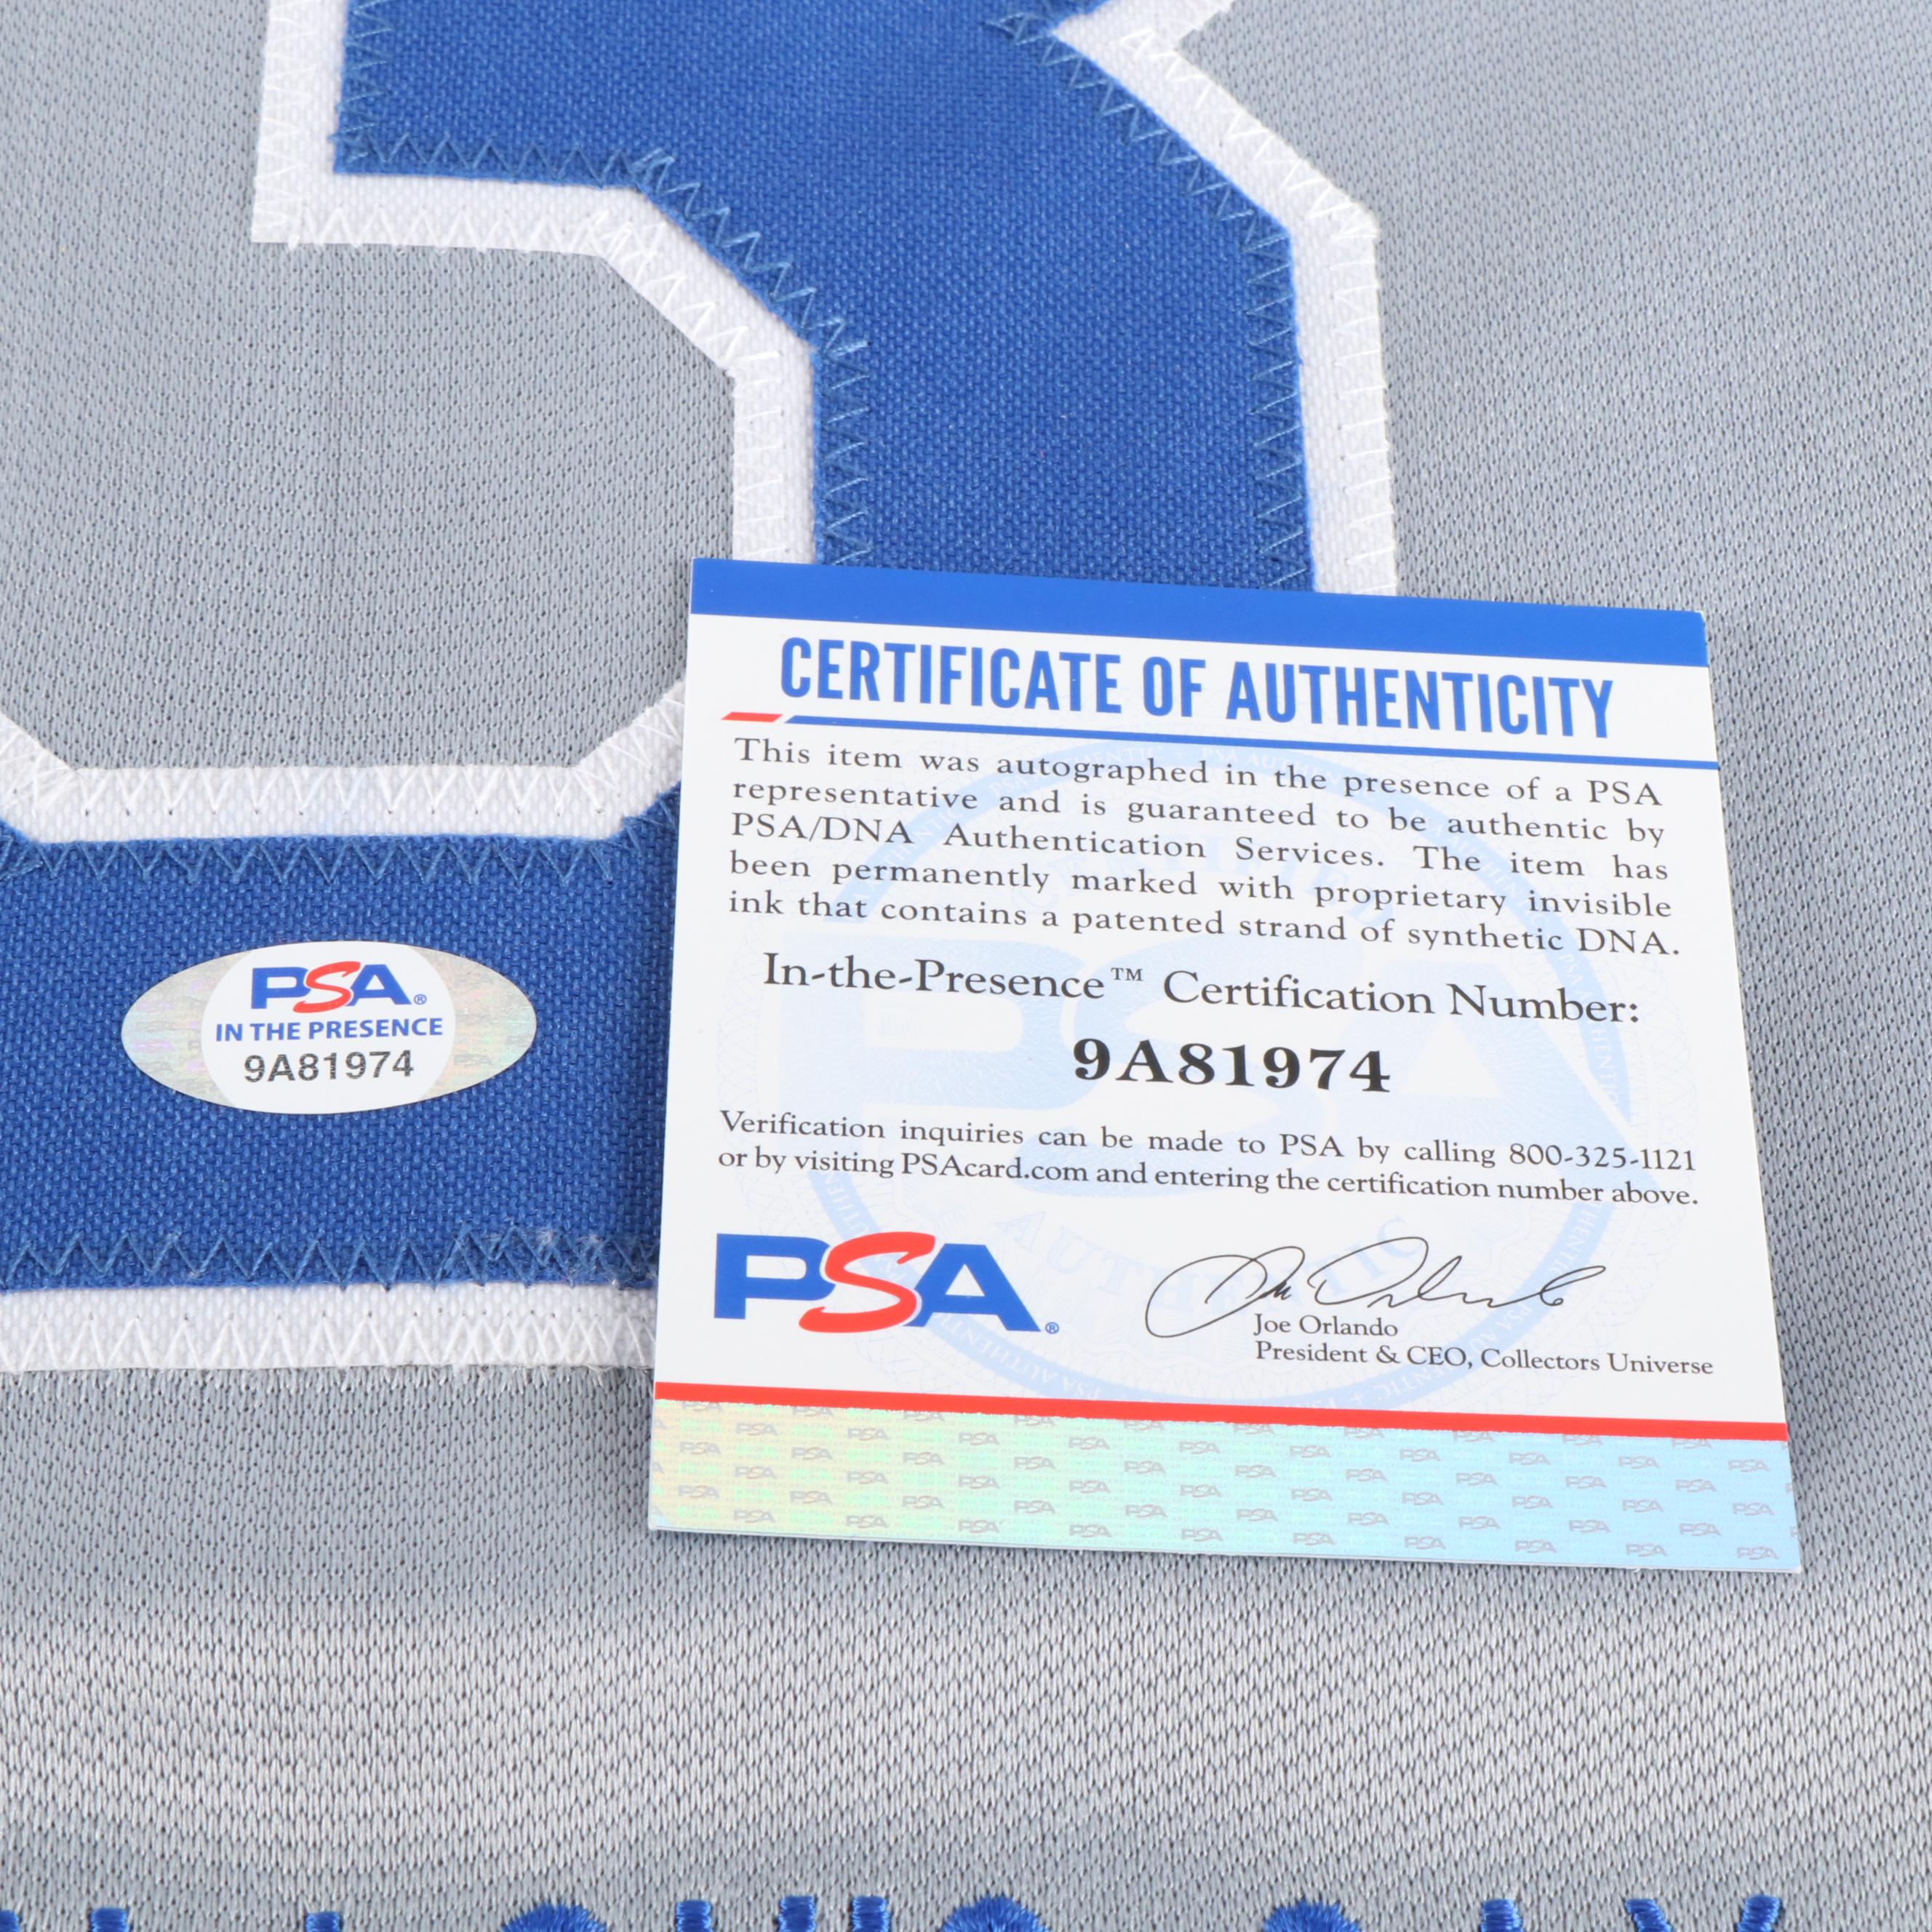 CERTIFICATE OF AUTHENTICITY
This item was autographed in the presence of a PSA
representative and is guaranteed to be authentic by
PSA/DNA Authentication Services. The item has
been permanently marked with proprietary invisible
ink that contains a patented strand of synthetic DNA.
In-the-Presence™ Certification Number:
9A81974
Verification inquiries can be made to PSA by calling 800-325-1121
or by visiting PSAcard.com and entering the certification number above.
PSA®
Joe Orlando
President & CEO, Collectors Universe
PSA®
IN THE PRESENCE
9A81974